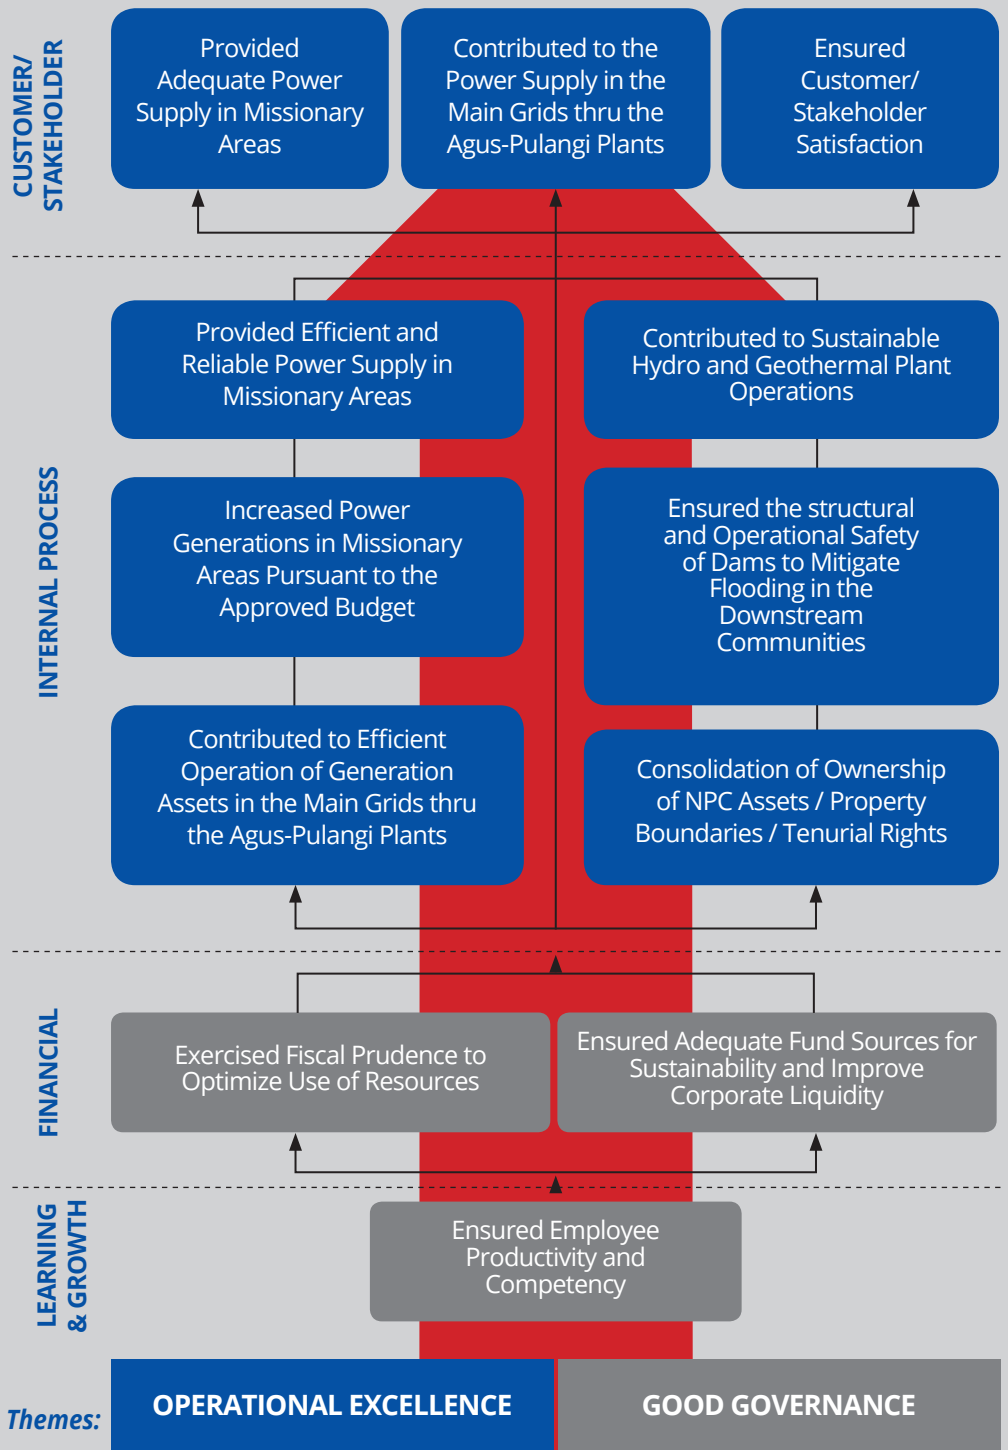 CUSTOMER/
STAKEHOLDER
Provided
Adequate Power
Supply in Missionary
Areas
Contributed to the
Power Supply in the
Main Grids thru the
Agus-Pulangi Plants
Ensured
Customer/
Stakeholder
Satisfaction
INTERNAL PROCESS
Provided Efficient and
Reliable Power Supply in
Missionary Areas
Contributed to Sustainable
Hydro and Geothermal Plant
Operations
Increased Power
Generations in Missionary
Areas Pursuant to the
Approved Budget
Ensured the structural
and Operational Safety
of Dams to Mitigate
Flooding in the
Downstream
Communities
Contributed to Efficient
Operation of Generation
Assets in the Main Grids thru
the Agus-Pulangi Plants
Consolidation of Ownership
of NPC Assets / Property
Boundaries / Tenurial Rights
FINANCIAL
Exercised Fiscal Prudence to
Optimize Use of Resources
Ensured Adequate Fund Sources for
Sustainability and Improve
Corporate Liquidity
LEARNING
& GROWTH
Ensured Employee
Productivity and
Competency
Themes:
OPERATIONAL EXCELLENCE
GOOD GOVERNANCE